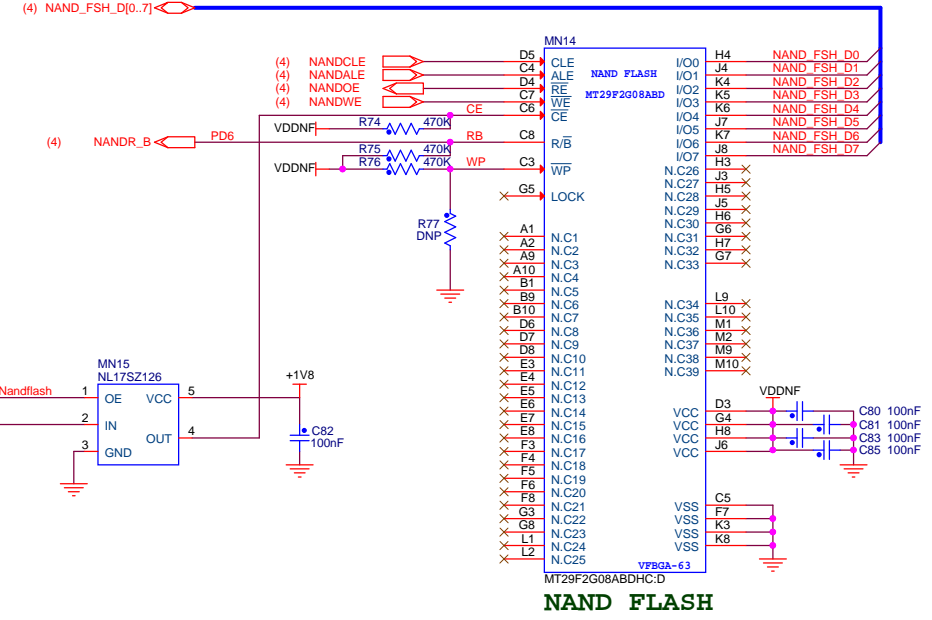 (4) NAND_FSH_D[0..7]
MN14
(4) NANDCLE
(4) NANDALE
(4) NANDOE
(4) NANDWE
D5 CLE
C4 ALE
D4 RE
C7 WE
CE C6 CE
NAND FLASH
MT29F2G08ABD
I/O0 H4 NAND_FSH_D0
I/O1 J4 NAND_FSH_D1
I/O2 K4 NAND_FSH_D2
I/O3 K5 NAND_FSH_D3
I/O4 K6 NAND_FSH_D4
I/O5 J7 NAND_FSH_D5
I/O6 K7 NAND_FSH_D6
I/O7 J8 NAND_FSH_D7
VDDNF R74 470K
(4) NANDR_B PD6 RB C8 R/B
R75 470K
VDDNF R76 470K WP C3 WP
G5 LOCK
R77
DNP
N.C26 H3
N.C27 J3
N.C28 H5
N.C29 J5
N.C30 H6
N.C31 G6
N.C32 H7
N.C33 G7
A1 N.C1
A2 N.C2
A9 N.C3
A10 N.C4
B1 N.C5
B9 N.C6
B10 N.C7
D6 N.C8
D7 N.C9
D8 N.C10
E3 N.C11
E4 N.C12
E5 N.C13
E6 N.C14
E7 N.C15
E8 N.C16
F3 N.C17
F4 N.C18
F5 N.C19
F6 N.C20
F8 N.C21
G3 N.C22
G8 N.C23
L1 N.C24
L2 N.C25
N.C34 L9
N.C35 L10
N.C36 M1
N.C37 M2
N.C38 M9
N.C39 M10
VDDNF
VCC D3
VCC G4
VCC H8
VCC J6
C80 100nF
C81 100nF
C83 100nF
C85 100nF
VSS C5
VSS F7
VSS K3
VSS K8
VFBGA-63
MT29F2G08ABDHC:D
NAND FLASH
MN15
NL17SZ126
Nandflash 1 OE VCC 5
2 IN
OUT 4
3 GND
+1V8
C82
100nF